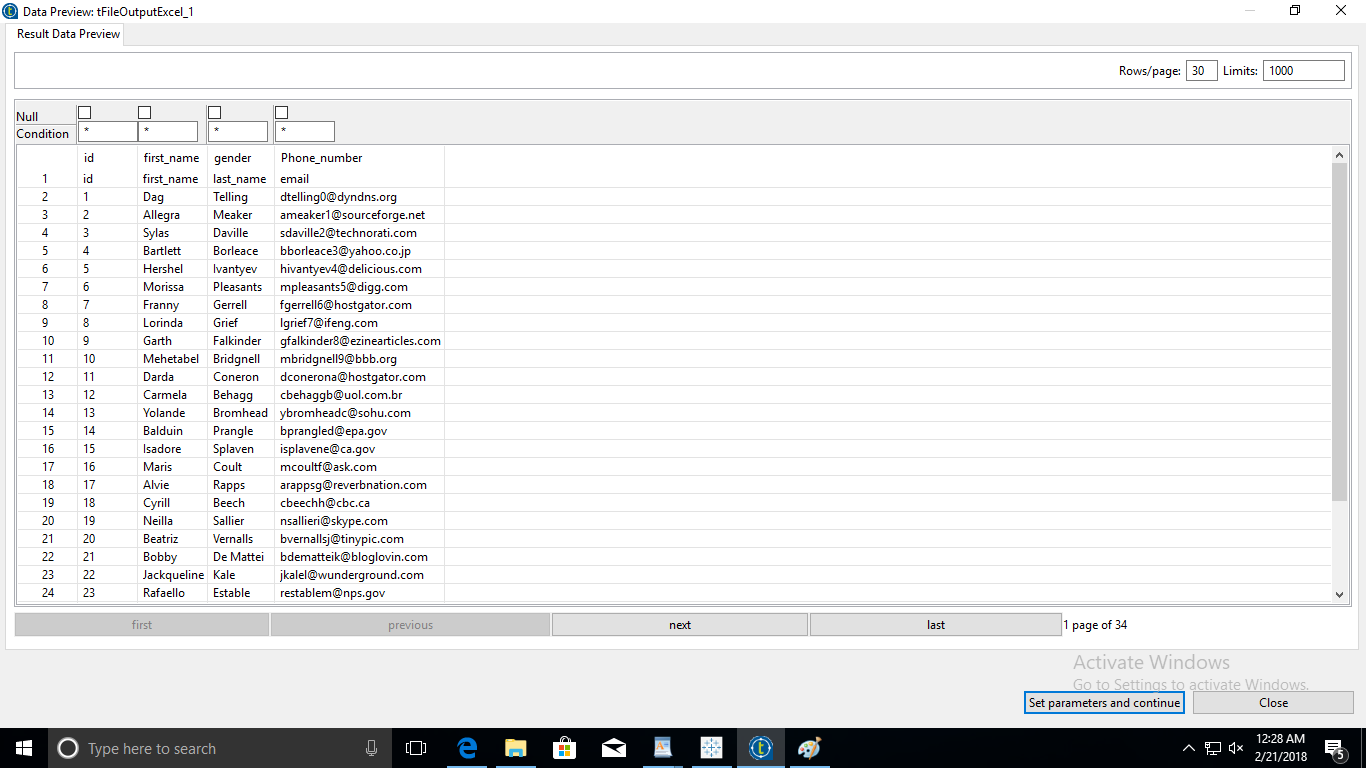 Data Preview: tFileOutputExcel_1
Result Data Preview
Rows/page: 30 Limits: 1000
Null
Condition * * * *
id first_name gender Phone_number
1 id first_name last_name email
2 1 Dag Telling dtelling0@dyndns.org
3 2 Allegra Meaker ameaker1@sourceforge.net
4 3 Sylas Daville sdaville2@technorati.com
5 4 Bartlett Borleace bborleace3@yahoo.co.jp
6 5 Hershel Ivantyev hivantyev4@delicious.com
7 6 Morissa Pleasants mpleasants5@digg.com
8 7 Franny Gerrell fgerrell6@hostgator.com
9 8 Lorinda Grief lgrief7@ifeng.com
10 9 Garth Falkinder gfalkinder8@ezinearticles.com
11 10 Mehetabel Bridgnell mbridgnell9@bbb.org
12 11 Darda Coneron dconerona@hostgator.com
13 12 Carmela Behagg cbehaggb@uol.com.br
14 13 Yolande Bromhead ybromheadc@sohu.com
15 14 Balduin Prangle bprangled@epa.gov
16 15 Isadore Splaven isplavene@ca.gov
17 16 Maris Coult mcoultf@ask.com
18 17 Alvie Rapps arappsg@reverbnation.com
19 18 Cyrill Beech cbeechh@cbc.ca
20 19 Neilla Sallier nsallieri@skype.com
21 20 Beatriz Vernalls bvernallsj@tinypic.com
22 21 Bobby De Mattei bdematteik@bloglovin.com
23 22 Jackqueline Kale jkalel@wunderground.com
24 23 Rafaello Estable restablem@nps.gov
first previous next last 1 page of 34
Activate Windows
Go to Settings to activate Windows.
Set parameters and continue Close
Type here to search
12:28 AM
2/21/2018
5